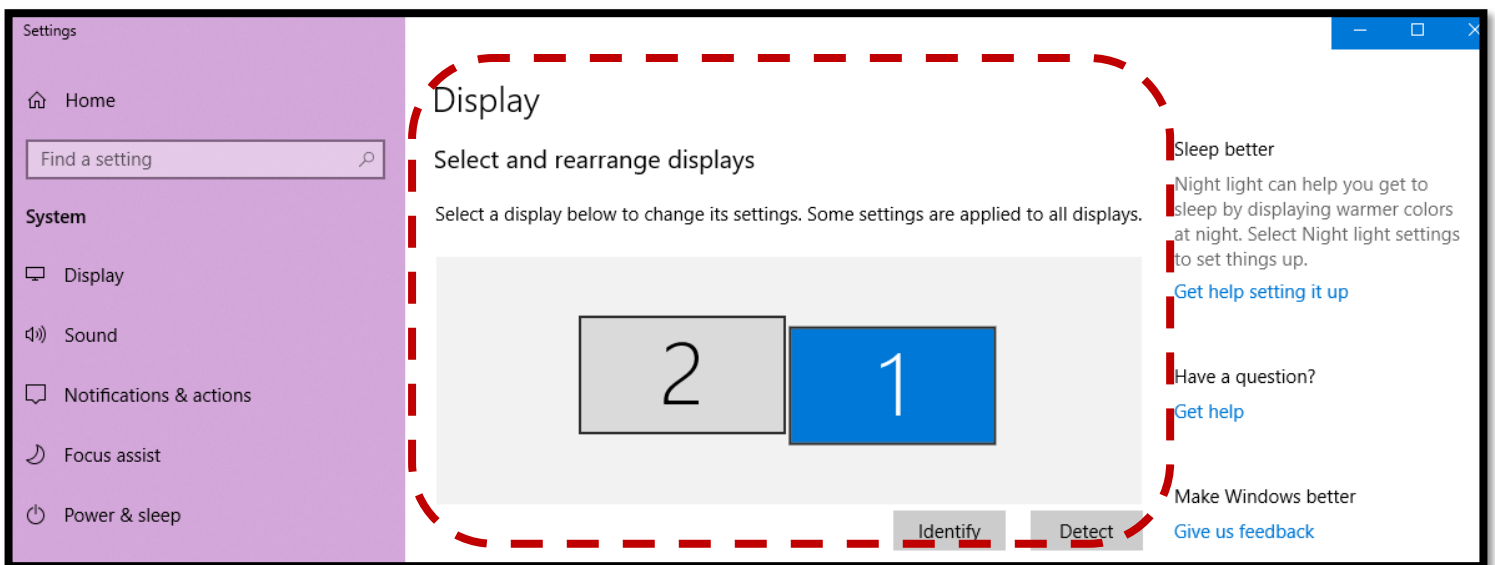 Settings
Home
Find a setting
System
Display
Sound
Notifications & actions
Focus assist
Power & sleep
Display
Select and rearrange displays
Select a display below to change its settings. Some settings are applied to all displays.
2
1
Identify
Detect
Sleep better
Night light can help you get to
sleep by displaying warmer colors
at night. Select Night light settings
to set things up.
Get help setting it up
Have a question?
Get help
Make Windows better
Give us feedback